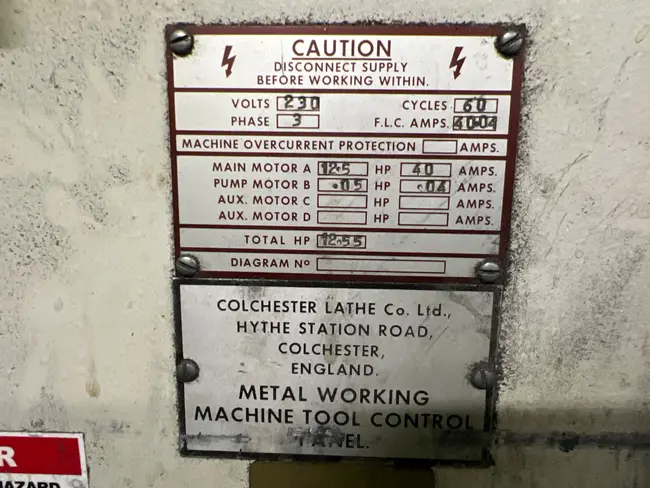 CAUTION
DISCONNECT SUPPLY
BEFORE WORKING WITHIN.
VOLTS 230 CYCLES 60
PHASE 3 F.L.C. AMPS. 40·04
MACHINE OVERCURRENT PROTECTION AMPS.
MAIN MOTOR A 12·5 HP 40 AMPS.
PUMP MOTOR B ·05 HP ·04 AMPS.
AUX. MOTOR C HP AMPS.
AUX. MOTOR D HP AMPS.
TOTAL HP 12·55
DIAGRAM Nº
COLCHESTER LATHE Co. Ltd.,
HYTHE STATION ROAD,
COLCHESTER,
ENGLAND.
METAL WORKING
MACHINE TOOL CONTROL
PANEL.
R
HAZARD